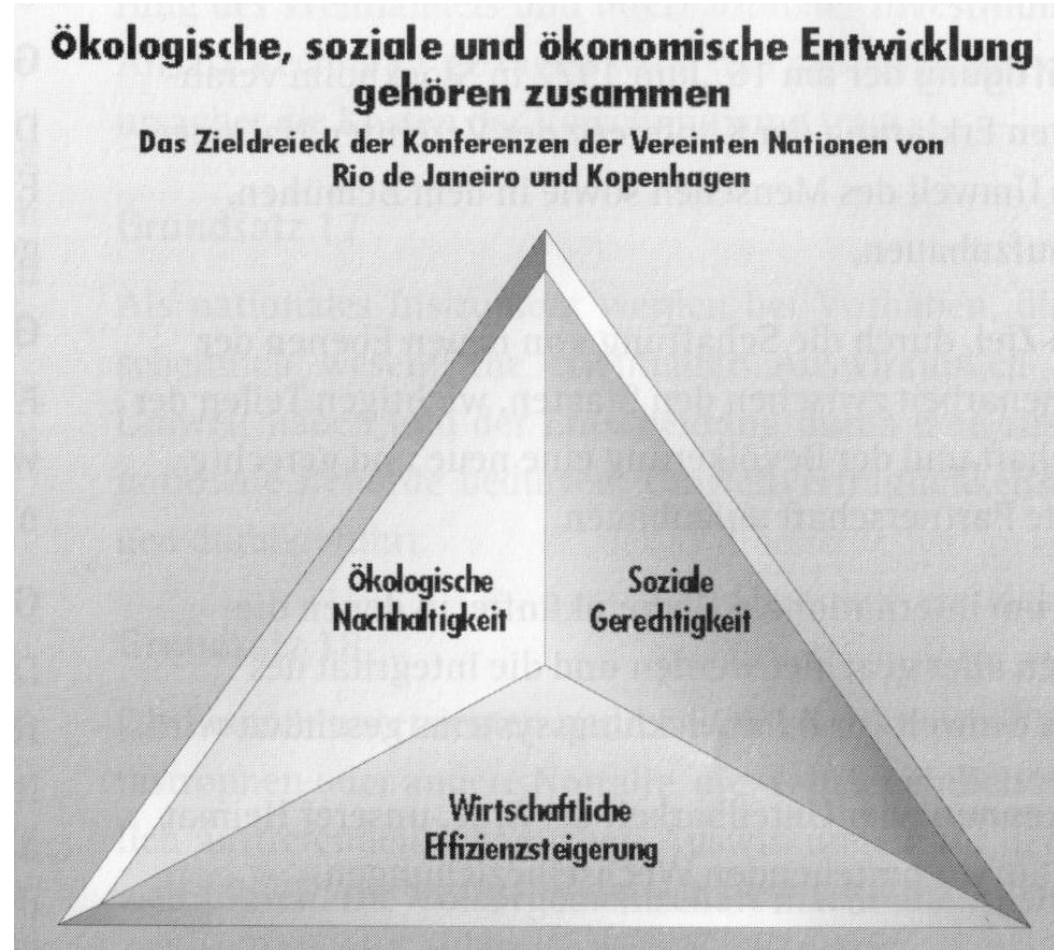 Ökologische, soziale und ökonomische Entwicklung
gehören zusammen
Das Zieldreieck der Konferenzen der Vereinten Nationen von
Rio de Janeiro und Kopenhagen
Ökologische
Nachhaltigkeit
Soziale
Gerechtigkeit
Wirtschaftliche
Effizienzsteigerung